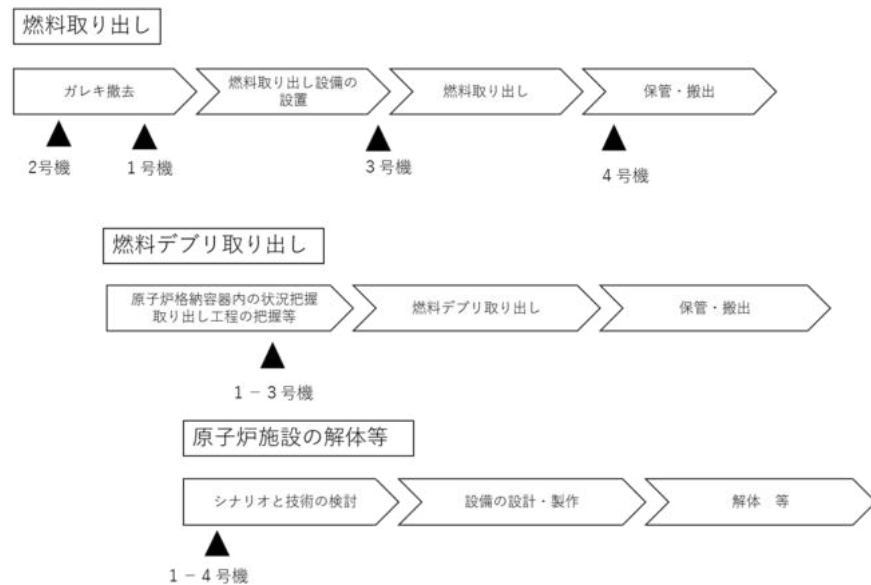 燃料取り出し
ガレキ撤去
燃料取り出し設備の
設置
燃料取り出し
保管・搬出
2号機
1号機
3号機
4号機
燃料デブリ取り出し
原子炉格納容器内の状況把握
取り出し工程の把握等
燃料デブリ取り出し
保管・搬出
1－3号機
原子炉施設の解体等
シナリオと技術の検討
設備の設計・製作
解体　等
1－4号機